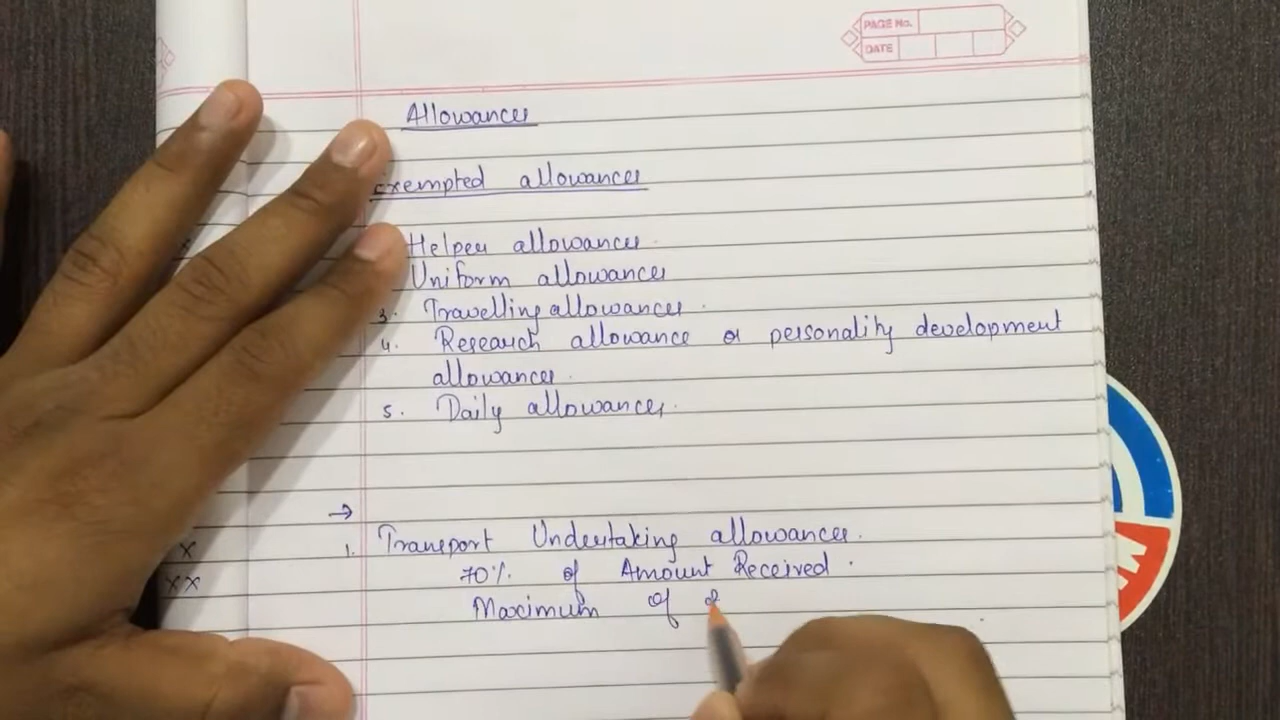 PAGE No.
DATE
Allowances
Exempted allowances
Helper allowances.
Uniform allowances
3. Travelling allowances.
4. Research allowance or personality development
allowances.
5. Daily allowances.
→
X
1. Transport Undertaking allowances.
XX
70% of Amount Received.
Maximum of